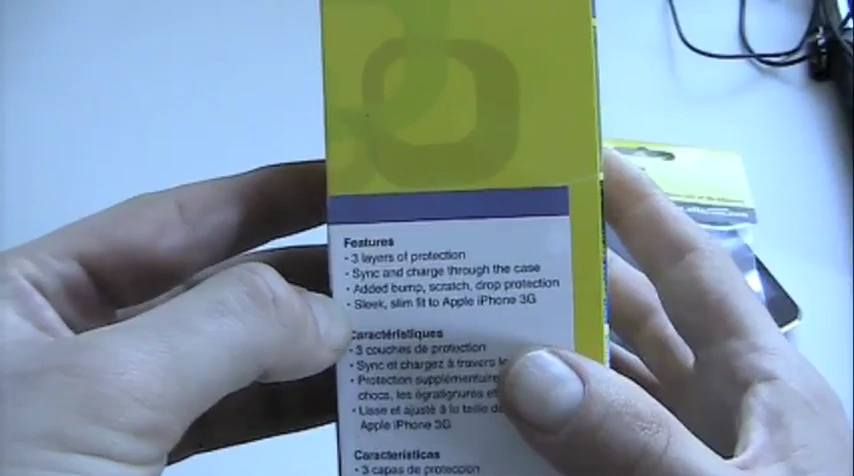 Features
• 3 layers of protection
• Sync and charge through the case
• Added bump, scratch, drop protection
• Sleek, slim fit to Apple iPhone 3G
Caractéristiques
• 3 couches de protection
• Sync et chargez à travers le
• Protection supplémentaire
chocs, les égratignures et
• Lisse et ajusté à la taille de
Apple iPhone 3G
Características
• 3 capas de protección